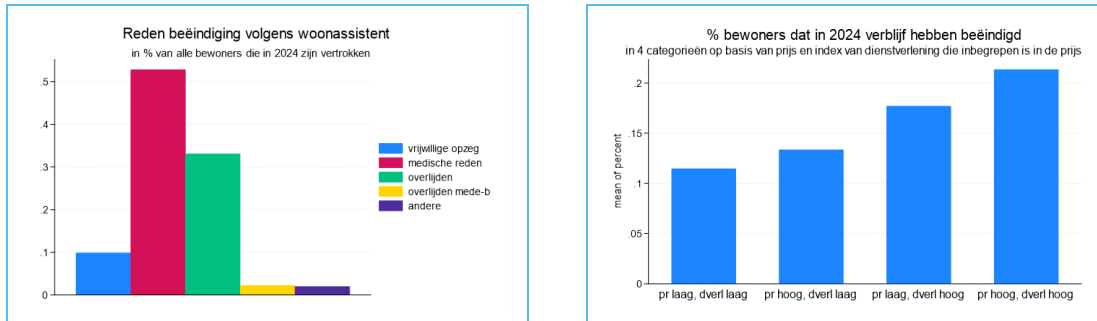 Reden beëindiging volgens woonassistent
in % van alle bewoners die in 2024 zijn vertrokken
.5
.4
.3
.2
.1
0
vrijwillige opzeg
medische reden
overlijden
overlijden mede-b
andere
% bewoners dat in 2024 verblijf hebben beëindigd
in 4 categorieën op basis van prijs en index van dienstverlening die inbegrepen is in de prijs
mean of percent
.2
.15
.1
.05
0
pr laag, dverl laag
pr hoog, dverl laag
pr laag, dverl hoog
pr hoog, dverl hoog